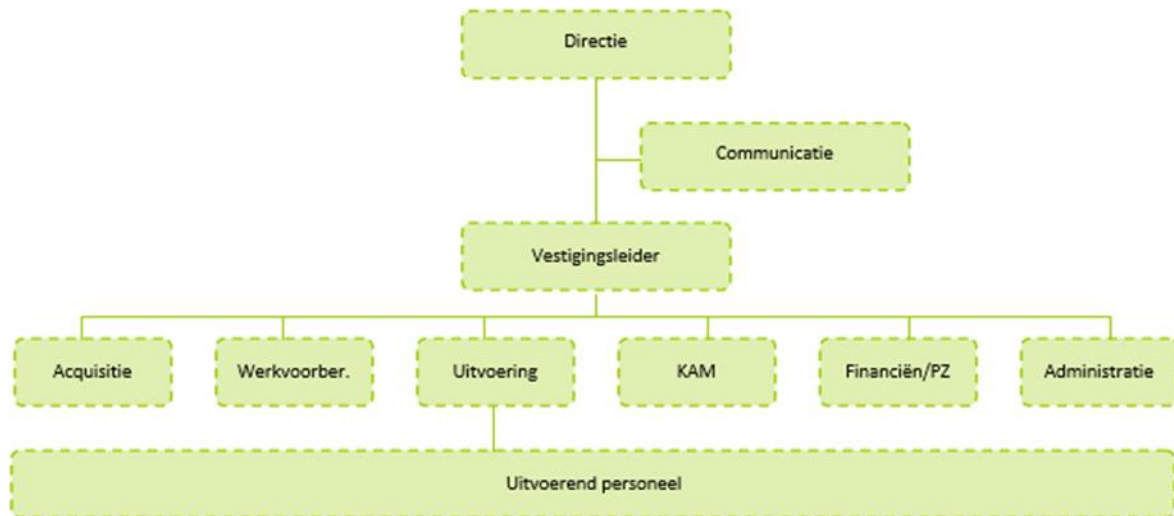 Directie
Communicatie
Vestigingsleider
Acquisitie
Werkvoorber.
Uitvoering
KAM
Financiën/PZ
Administratie
Uitvoerend personeel